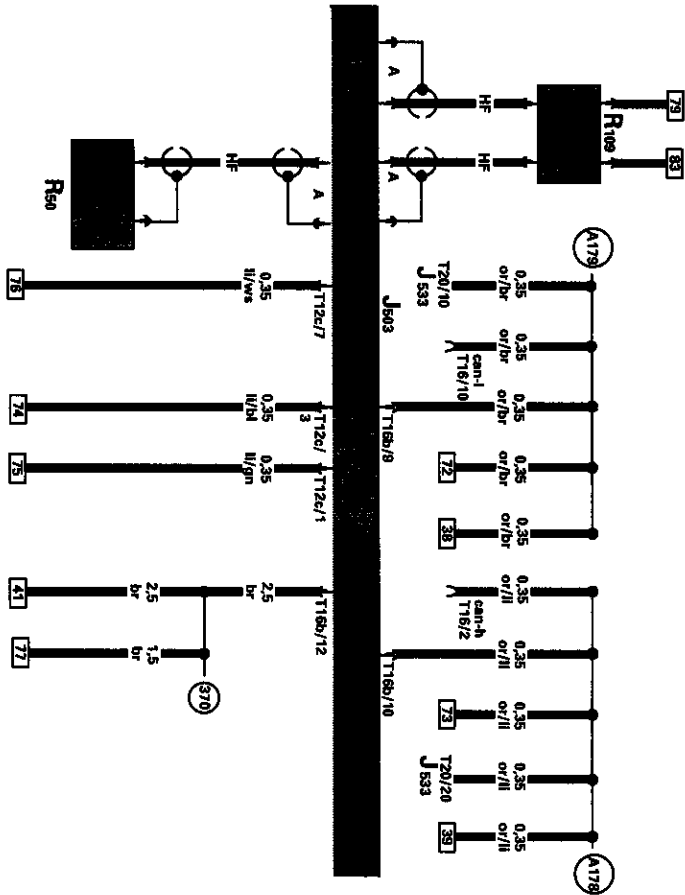 79
83
HF
HF
R109
A
A
HF
A
R50
A179
0,35
or/br
T20/10
J533
0,35
or/br
can-l
T16/10
0,35
or/br
T16b/9
0,35
or/br
72
0,35
or/br
38
0,35
or/li
can-h
T16/2
0,35
or/li
T16b/10
0,35
or/li
73
0,35
or/li
T20/20
J533
0,35
or/li
39
A178
J503
T12c/7
0,35
li/ws
76
T12c/
3
0,35
li/bl
74
T12c/1
0,35
li/gn
75
T16b/12
2,5
br
2,5
br
41
1,5
br
77
370